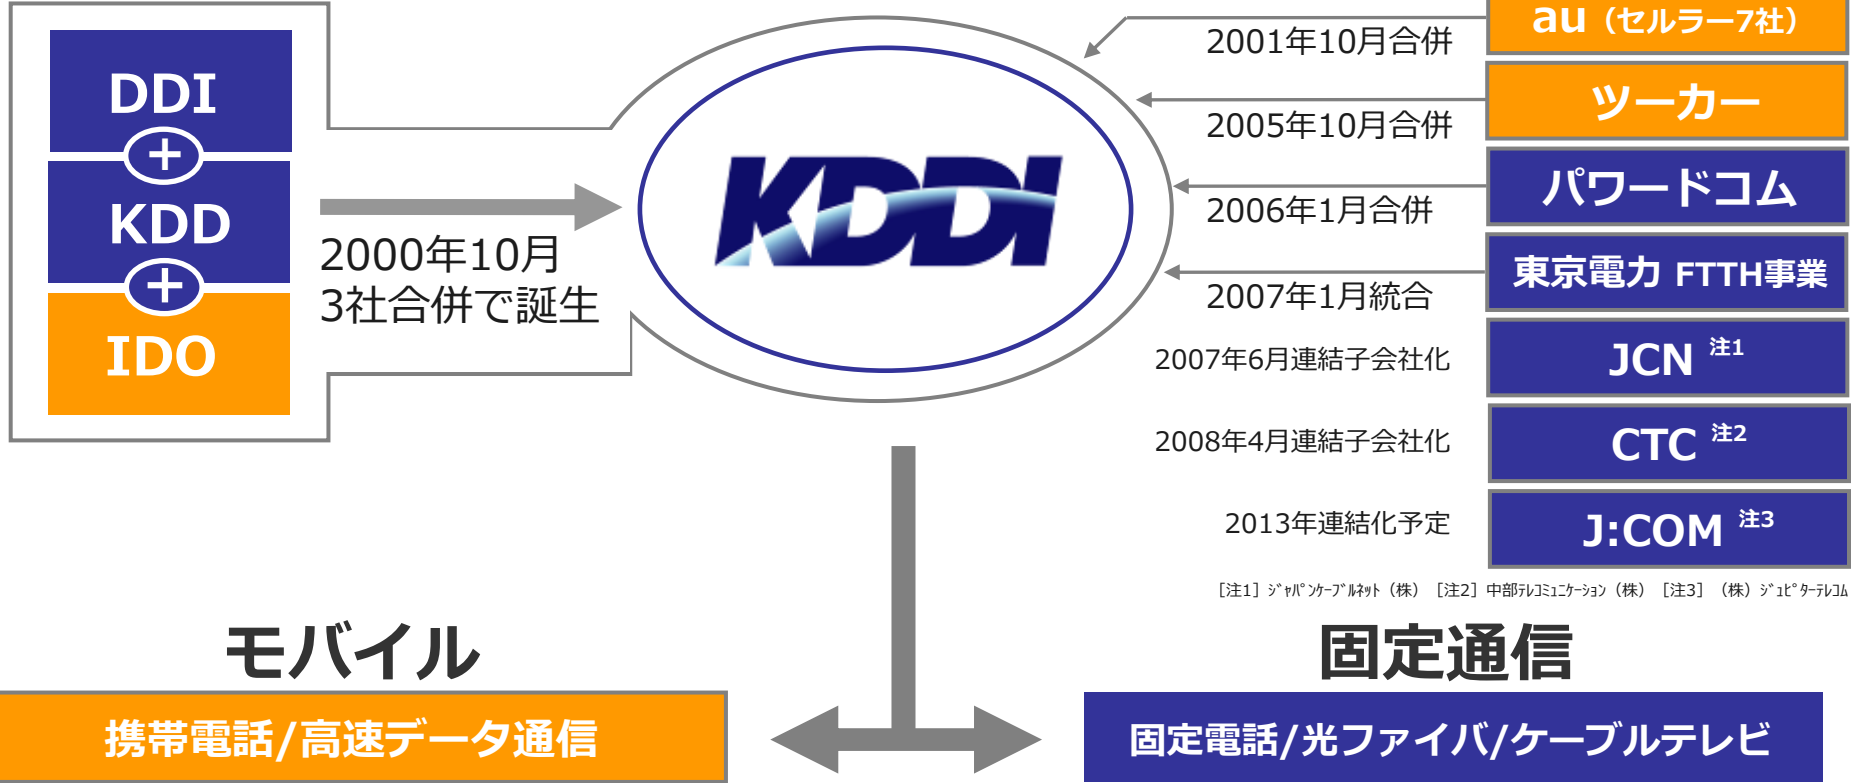 DDI
+
KDD
+
IDO
2000年10月
3社合併で誕生
KDDI
2001年10月合併
au（セルラー7社）
2005年10月合併
ツーカー
2006年1月合併
パワードコム
2007年1月統合
東京電力 FTTH事業
2007年6月連結子会社化
JCN 注1
2008年4月連結子会社化
CTC 注2
2013年連結化予定
J:COM 注3
［注1］ｼﾞｬﾊﾟﾝｹｰﾌﾞﾙﾈｯﾄ（株）［注2］中部ﾃﾚｺﾐｭﾆｹｰｼｮﾝ（株）［注3］（株）ｼﾞｭﾋﾟﾀｰﾃﾚｺﾑ
モバイル
携帯電話/高速データ通信
固定通信
固定電話/光ファイバ/ケーブルテレビ